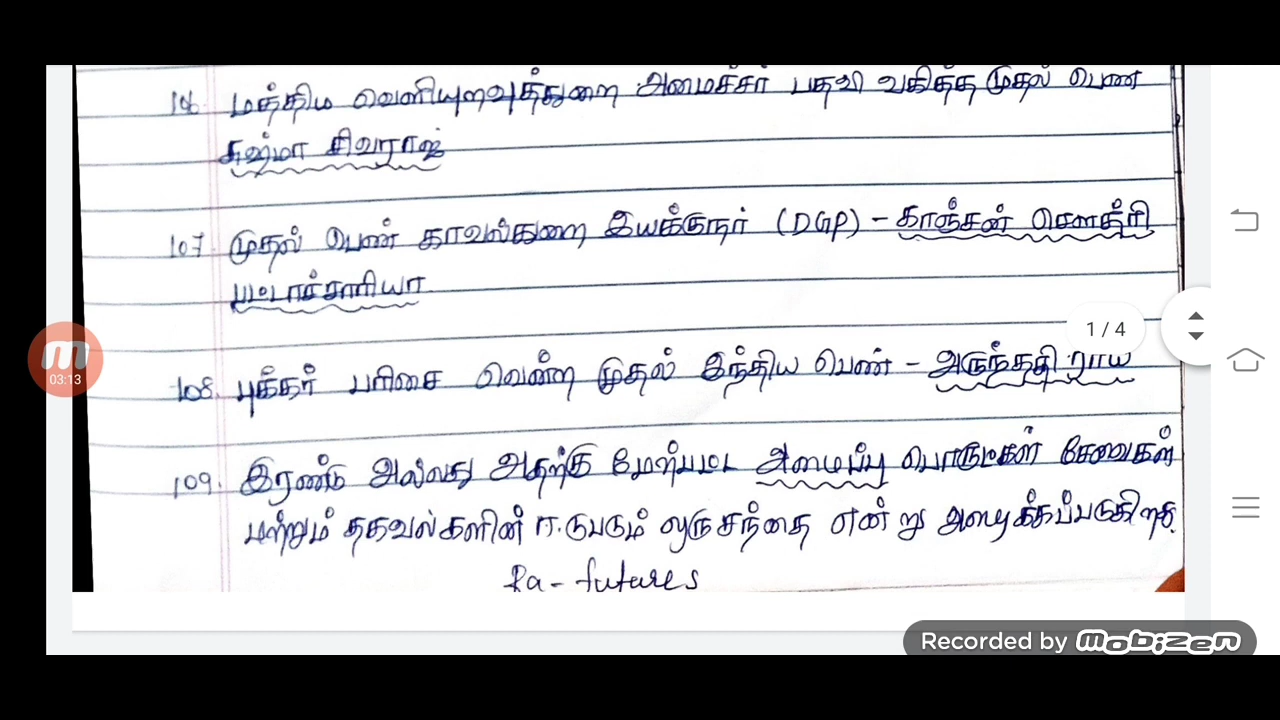 106. மத்திய வெளியுறவுத்துறை அமைச்சர் பதவி வகித்த முதல் பெண்
சுஷ்மா சிவராஜ்
107. முதல் பெண் காவல்துறை இயக்குநர் (DGP) - காஞ்சன் சௌத்ரி
பட்டாச்சாரியா
1 / 4
03:13
108. புக்கர் பரிசை வென்ற முதல் இந்திய பெண் - அருந்ததி ராய்
109. இரண்டு அல்லது அதற்கு மேற்பட்ட அமைப்பு பொருட்கள் சேவைகள்
மற்றும் தகவல்களின் ஈடுபடும் ஒரு சந்தை என்று அழைக்கப்படுகிறது.
Ra - futures
Recorded by mobizen